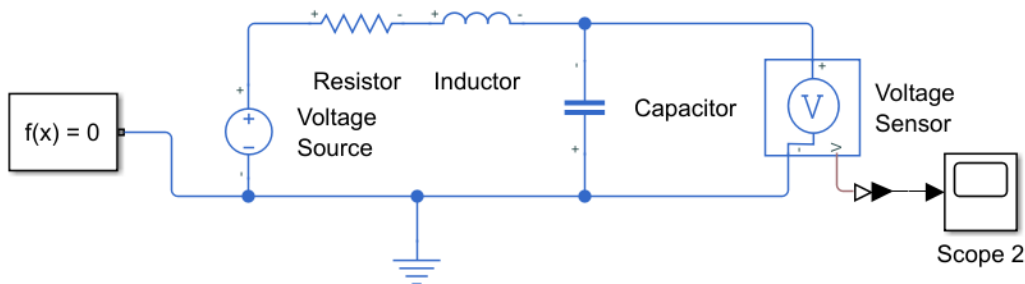 f(x) = 0
+
-
+
-
Resistor
Inductor
+
+
−
-
Voltage
Source
-
+
Capacitor
+
V
-
V
Voltage
Sensor
Scope 2